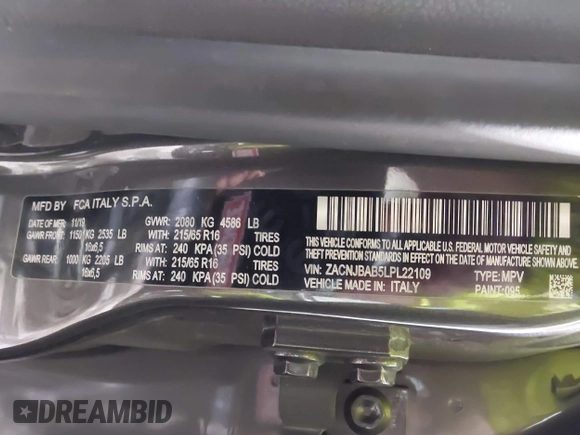 MFD BY FCA ITALY S.P.A.
DATE OF MFR 11/19 GVWR: 2080 KG 4586 LB
GAWR FRONT: 1150 KG 2535 LB WITH: 215/65 R16 TIRES
16x6,5 RIMS AT: 240 KPA(35 PSI) COLD
GAWR REAR: 1000 KG 2205 LB WITH: 215/65 R16 TIRES
16x6,5 RIMS AT: 240 KPA(35 PSI) COLD
THIS VEHICLE CONFORMS TO ALL APPLICABLE U.S.A. FEDERAL MOTOR VEHICLE SAFETY, BUMPER, AND THEFT PREVENTION STANDARDS IN EFFECT ON THE DATE OF MANUFACTURE SHOWN ABOVE.
VIN: ZACNJBAB5LPL22109 TYPE: MPV
VEHICLE MADE IN: ITALY PAINT: 095
DREAMBID